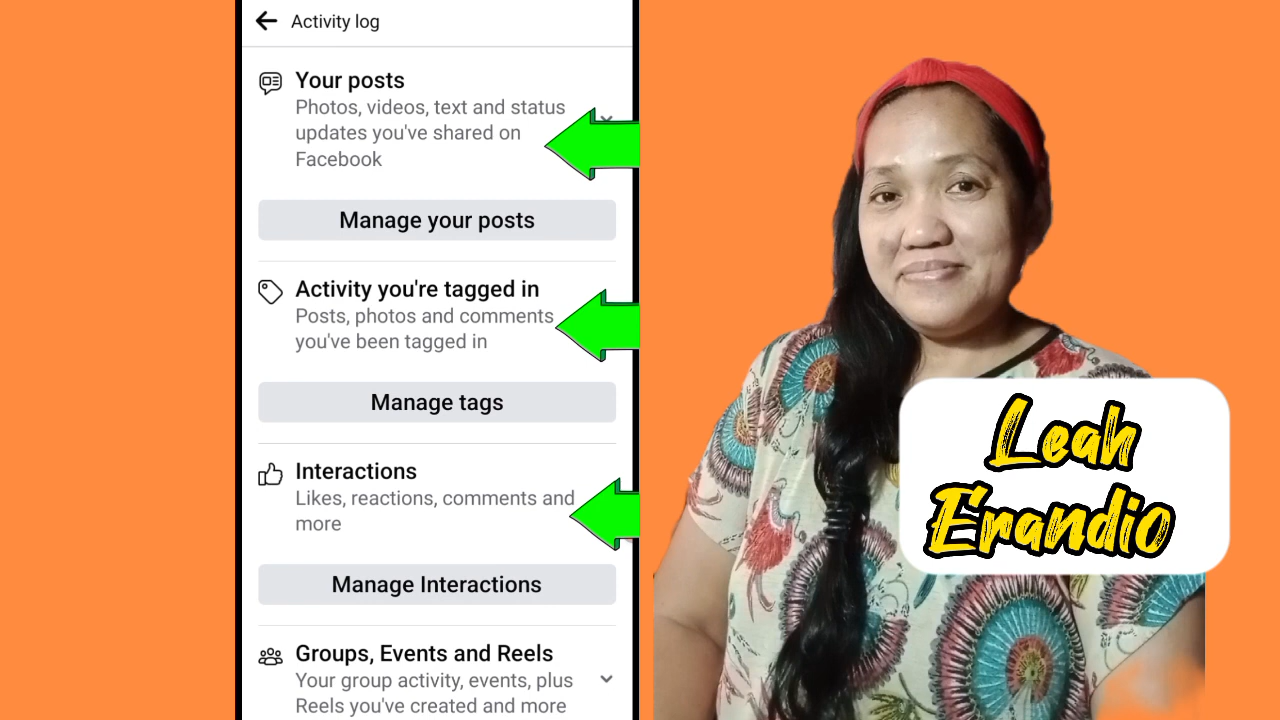 Activity log
Your posts
Photos, videos, text and status
updates you've shared on
Facebook
Manage your posts
Activity you're tagged in
Posts, photos and comments
you've been tagged in
Manage tags
Interactions
Likes, reactions, comments and
more
Manage Interactions
Groups, Events and Reels
Your group activity, events, plus
Reels you've created and more
Leah
Erandio